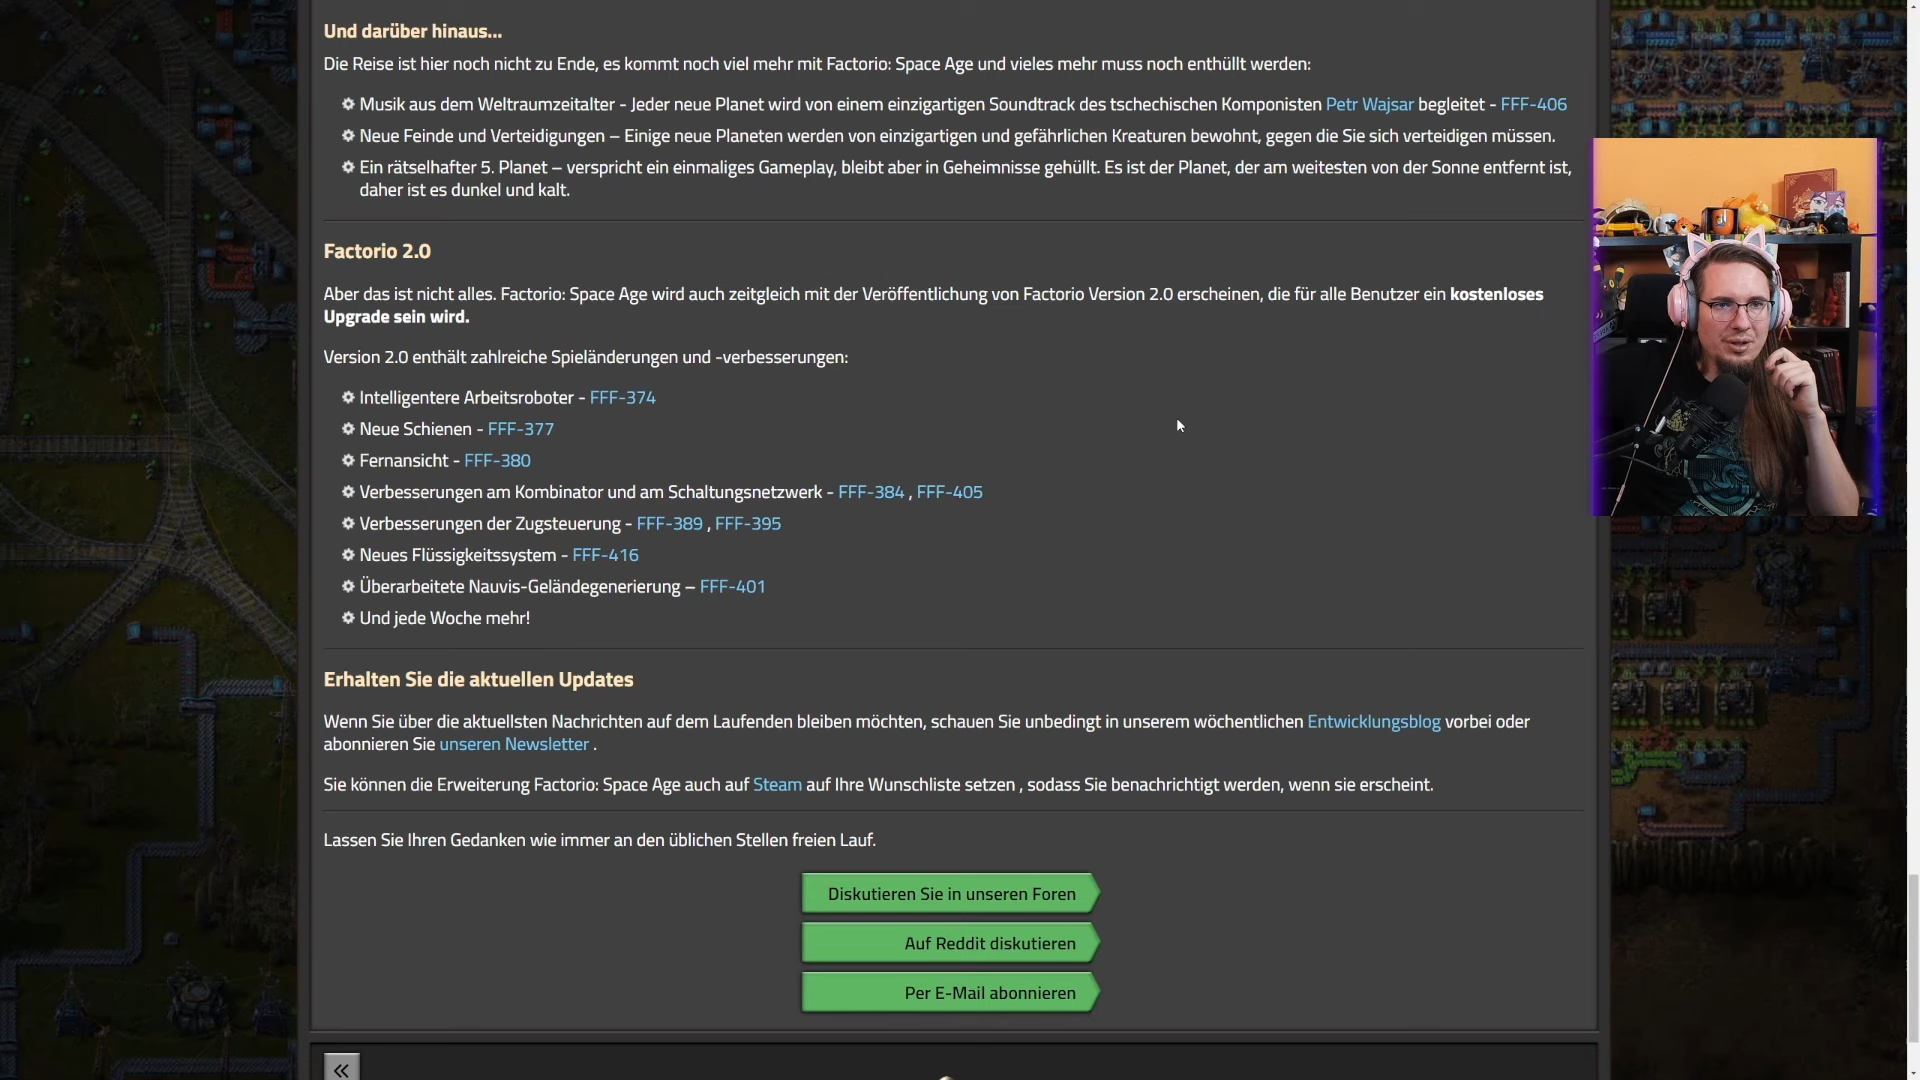 Und darüber hinaus...
Die Reise ist hier noch nicht zu Ende, es kommt noch viel mehr mit Factorio: Space Age und vieles mehr muss noch enthüllt werden:
Musik aus dem Weltraumzeitalter - Jeder neue Planet wird von einem einzigartigen Soundtrack des tschechischen Komponisten Petr Wajsar begleitet - FFF-406
Neue Feinde und Verteidigungen – Einige neue Planeten werden von einzigartigen und gefährlichen Kreaturen bewohnt, gegen die Sie sich verteidigen müssen.
Ein rätselhafter 5. Planet – verspricht ein einmaliges Gameplay, bleibt aber in Geheimnisse gehüllt. Es ist der Planet, der am weitesten von der Sonne entfernt ist,
daher ist es dunkel und kalt.
Factorio 2.0
Aber das ist nicht alles. Factorio: Space Age wird auch zeitgleich mit der Veröffentlichung von Factorio Version 2.0 erscheinen, die für alle Benutzer ein kostenloses
Upgrade sein wird.
Version 2.0 enthält zahlreiche Spieländerungen und -verbesserungen:
Intelligentere Arbeitsroboter - FFF-374
Neue Schienen - FFF-377
Fernansicht - FFF-380
Verbesserungen am Kombinator und am Schaltungsnetzwerk - FFF-384 , FFF-405
Verbesserungen der Zugsteuerung - FFF-389 , FFF-395
Neues Flüssigkeitssystem - FFF-416
Überarbeitete Nauvis-Geländegenerierung – FFF-401
Und jede Woche mehr!
Erhalten Sie die aktuellen Updates
Wenn Sie über die aktuellsten Nachrichten auf dem Laufenden bleiben möchten, schauen Sie unbedingt in unserem wöchentlichen Entwicklungsblog vorbei oder
abonnieren Sie unseren Newsletter .
Sie können die Erweiterung Factorio: Space Age auch auf Steam auf Ihre Wunschliste setzen , sodass Sie benachrichtigt werden, wenn sie erscheint.
Lassen Sie Ihren Gedanken wie immer an den üblichen Stellen freien Lauf.
Diskutieren Sie in unseren Foren
Auf Reddit diskutieren
Per E-Mail abonnieren
«